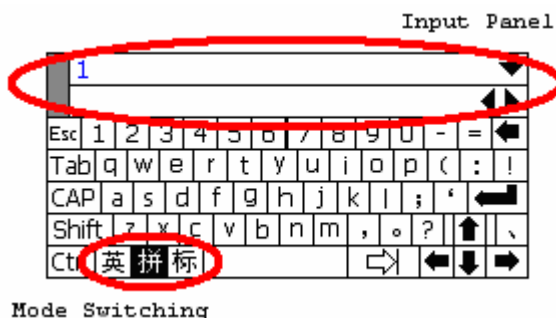 Input Panel
1
Esc 1 2 3 4 5 6 7 8 9 0 - =
Tab q w e r t y u i o p ( : !
CAP a s d f g h j k l ; ‘
Shift z x c v b n m , 。 ? 、
Ctrl 英 拼 标
Mode Switching